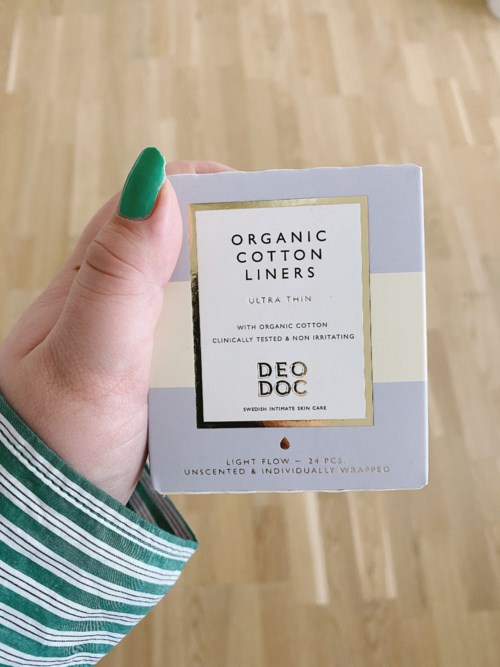 ORGANIC
COTTON
LINERS
ULTRA THIN
WITH ORGANIC COTTON
CLINICALLY TESTED & NON IRRITATING
DEO
DOC
SWEDISH INTIMATE SKIN CARE
LIGHT FLOW – 24 PCS.
UNSCENTED & INDIVIDUALLY WRAPPED